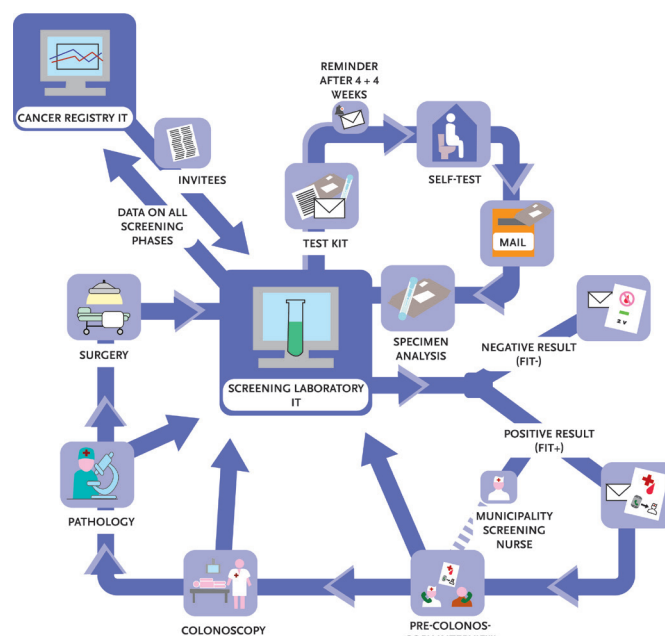 REMINDER
AFTER 4 + 4
WEEKS
CANCER REGISTRY IT
INVITEES
SELF-TEST
DATA ON ALL
SCREENING
PHASES
TEST KIT
MAIL
SURGERY
SPECIMEN
ANALYSIS
NEGATIVE RESULT
(FIT-)
SCREENING LABORATORY
IT
POSITIVE RESULT
(FIT+)
PATHOLOGY
MUNICIPALITY
SCREENING
NURSE
COLONOSCOPY
PRE-COLONOS-